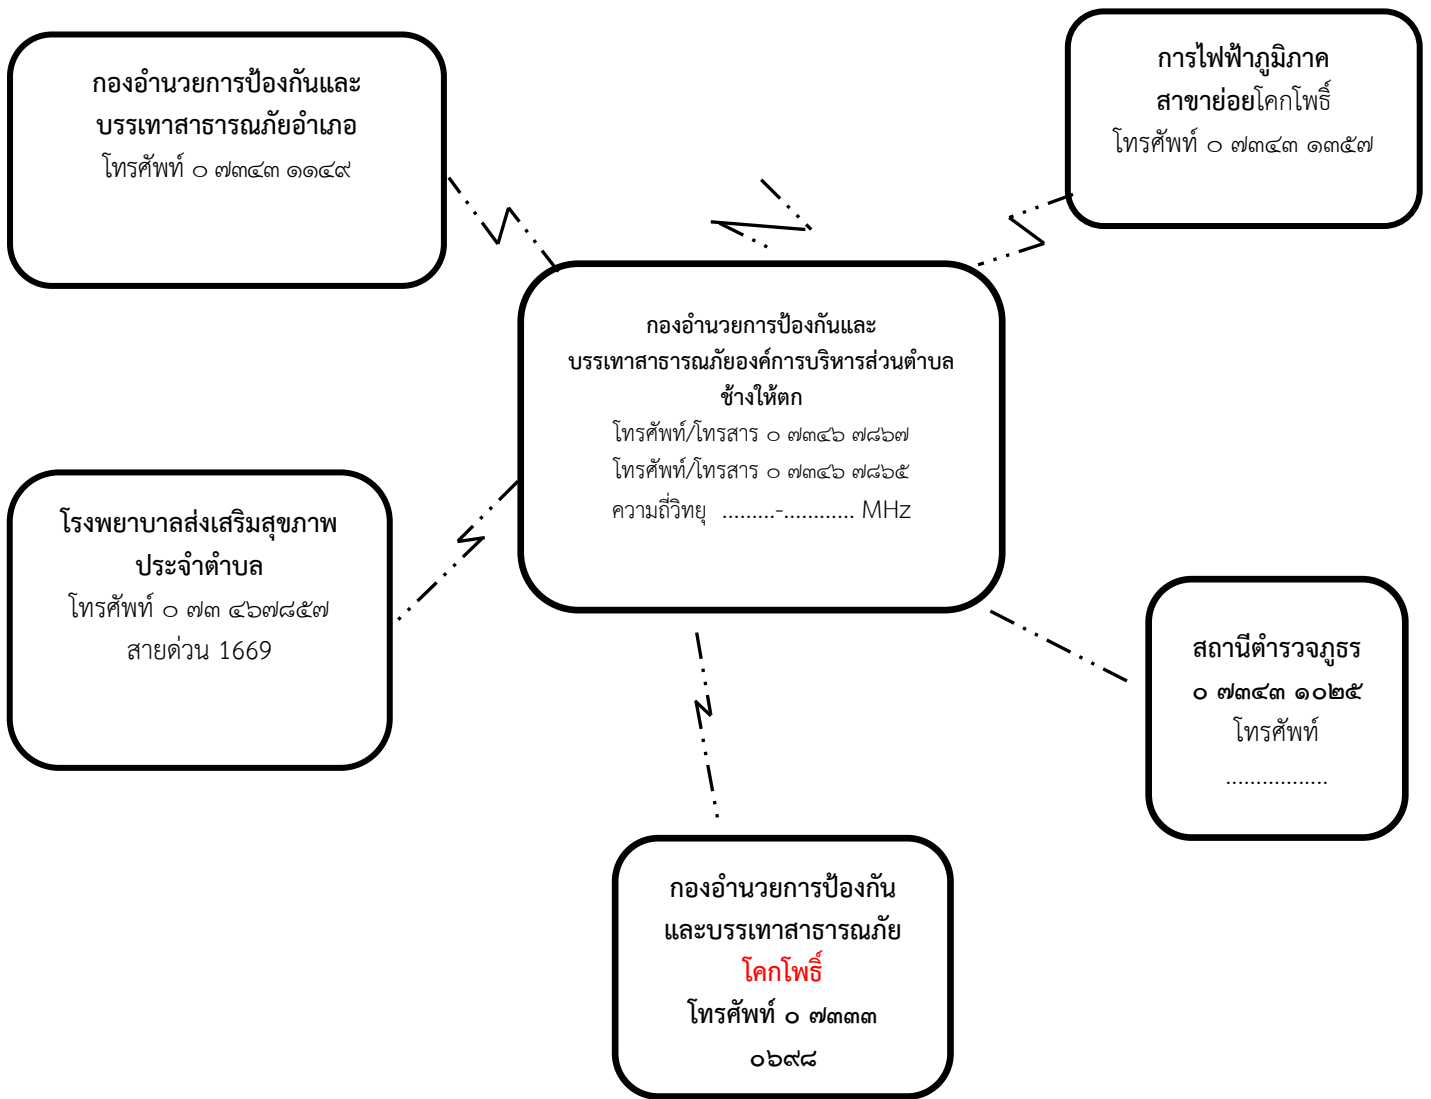 กองอำนวยการป้องกันและ
บรรเทาสาธารณภัยอำเภอ
โทรศัพท์ ๐ ๗๓๔๓ ๑๑๔๙
การไฟฟ้าภูมิภาค
สาขาย่อยโคกโพธิ์
โทรศัพท์ ๐ ๗๓๔๓ ๑๓๕๗
กองอำนวยการป้องกันและ
บรรเทาสาธารณภัยองค์การบริหารส่วนตำบล
ช้างให้ตก
โทรศัพท์/โทรสาร ๐ ๗๓๔๖ ๗๘๖๗
โทรศัพท์/โทรสาร ๐ ๗๓๔๖ ๗๘๖๕
ความถี่วิทยุ .........-............ MHz
โรงพยาบาลส่งเสริมสุขภาพ
ประจำตำบล
โทรศัพท์ ๐ ๗๓ ๔๖๗๘๕๗
สายด่วน 1669
สถานีตำรวจภูธร
๐ ๗๓๔๓ ๑๐๒๕
โทรศัพท์
.................
กองอำนวยการป้องกัน
และบรรเทาสาธารณภัย
โคกโพธิ์
โทรศัพท์ ๐ ๗๓๓๓
๐๖๙๘